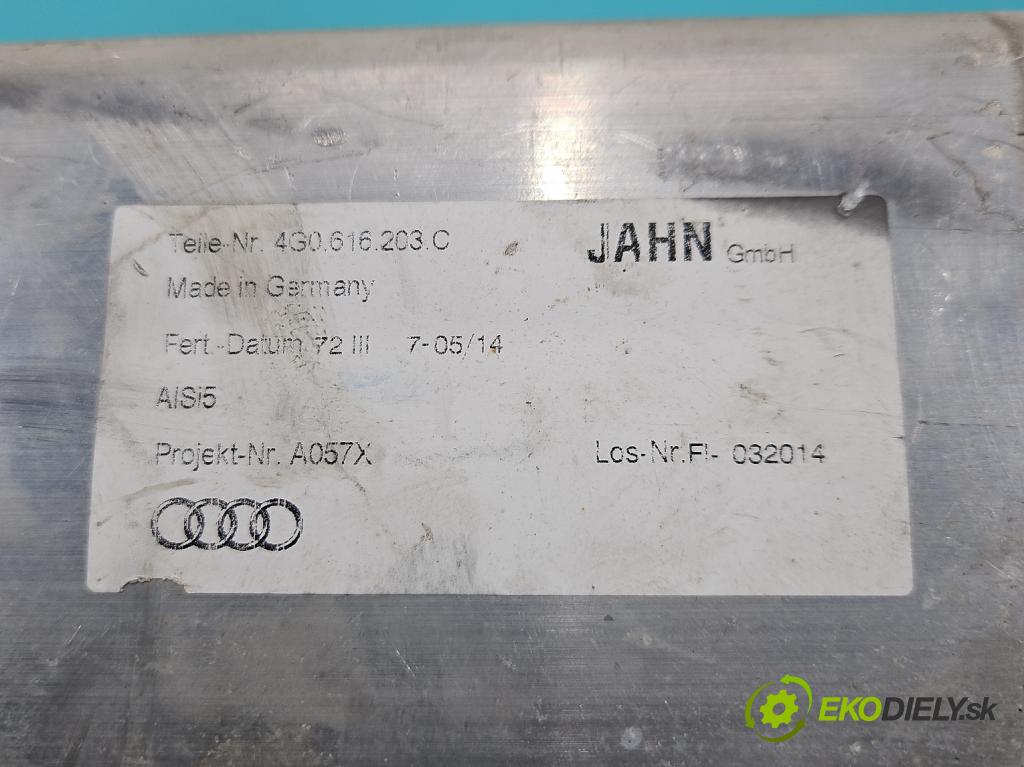 Teile-Nr. 4G0.616.203.C
JAHN GmbH
Made in Germany
Fert.-Datum 72 III 7-05/14
AlSi5
Projekt-Nr. A057X
Los-Nr.FI- 032014
EKODIELY.sk